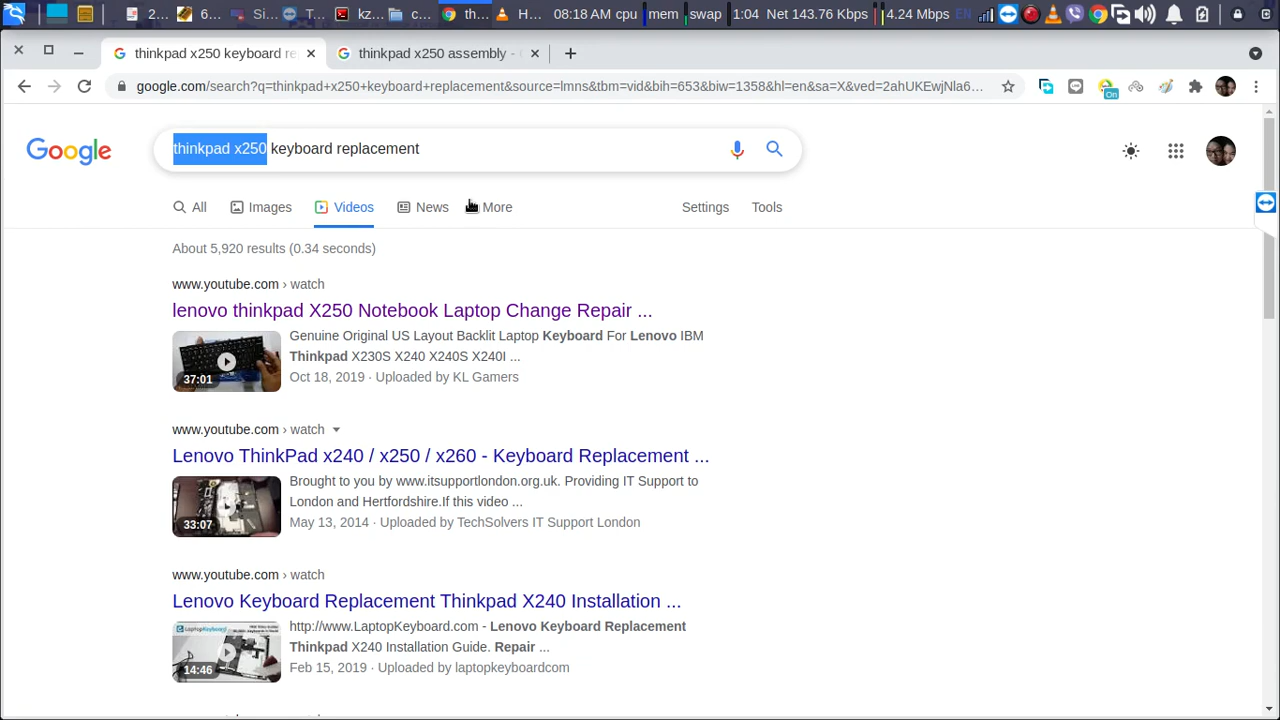 2...
6...
Si...
T...
kz...
c...
th...
H...
08:18 AM cpu
mem
swap
1:04
Net 143.76 Kbps
4.24 Mbps
EN
thinkpad x250 keyboard re
thinkpad x250 assembly -
google.com/search?q=thinkpad+x250+keyboard+replacement&source=lmns&tbm=vid&bih=653&biw=1358&hl=en&sa=X&ved=2ahUKEwjNla6...
On
Google
thinkpad x250 keyboard replacement
All
Images
Videos
News
More
Settings
Tools
About 5,920 results (0.34 seconds)
www.youtube.com › watch
lenovo thinkpad X250 Notebook Laptop Change Repair ...
Genuine Original US Layout Backlit Laptop Keyboard For Lenovo IBM
Thinkpad X230S X240 X240S X240I ...
37:01
Oct 18, 2019 · Uploaded by KL Gamers
www.youtube.com › watch
Lenovo ThinkPad x240 / x250 / x260 - Keyboard Replacement ...
Brought to you by www.itsupportlondon.org.uk. Providing IT Support to
London and Hertfordshire.If this video ...
33:07
May 13, 2014 · Uploaded by TechSolvers IT Support London
www.youtube.com › watch
Lenovo Keyboard Replacement Thinkpad X240 Installation ...
http://www.LaptopKeyboard.com - Lenovo Keyboard Replacement
Thinkpad X240 Installation Guide. Repair ...
14:46
Feb 15, 2019 · Uploaded by laptopkeyboardcom